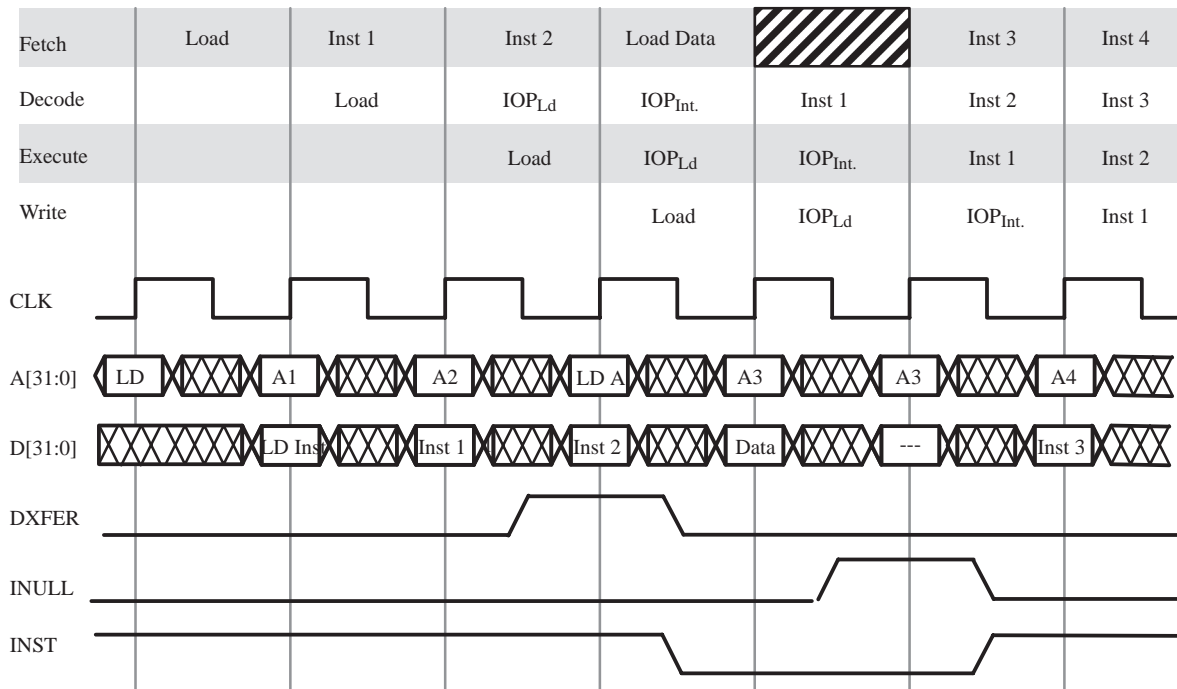 Fetch Load Inst 1 Inst 2 Load Data Inst 3 Inst 4
Decode Load IOPLd IOPInt. Inst 1 Inst 2 Inst 3
Execute Load IOPLd IOPInt. Inst 1 Inst 2
Write Load IOPLd IOPInt. Inst 1
CLK
A[31:0] LD A1 A2 LD A A3 A3 A4
D[31:0] LD Inst Inst 1 Inst 2 Data --- Inst 3
DXFER
INULL
INST